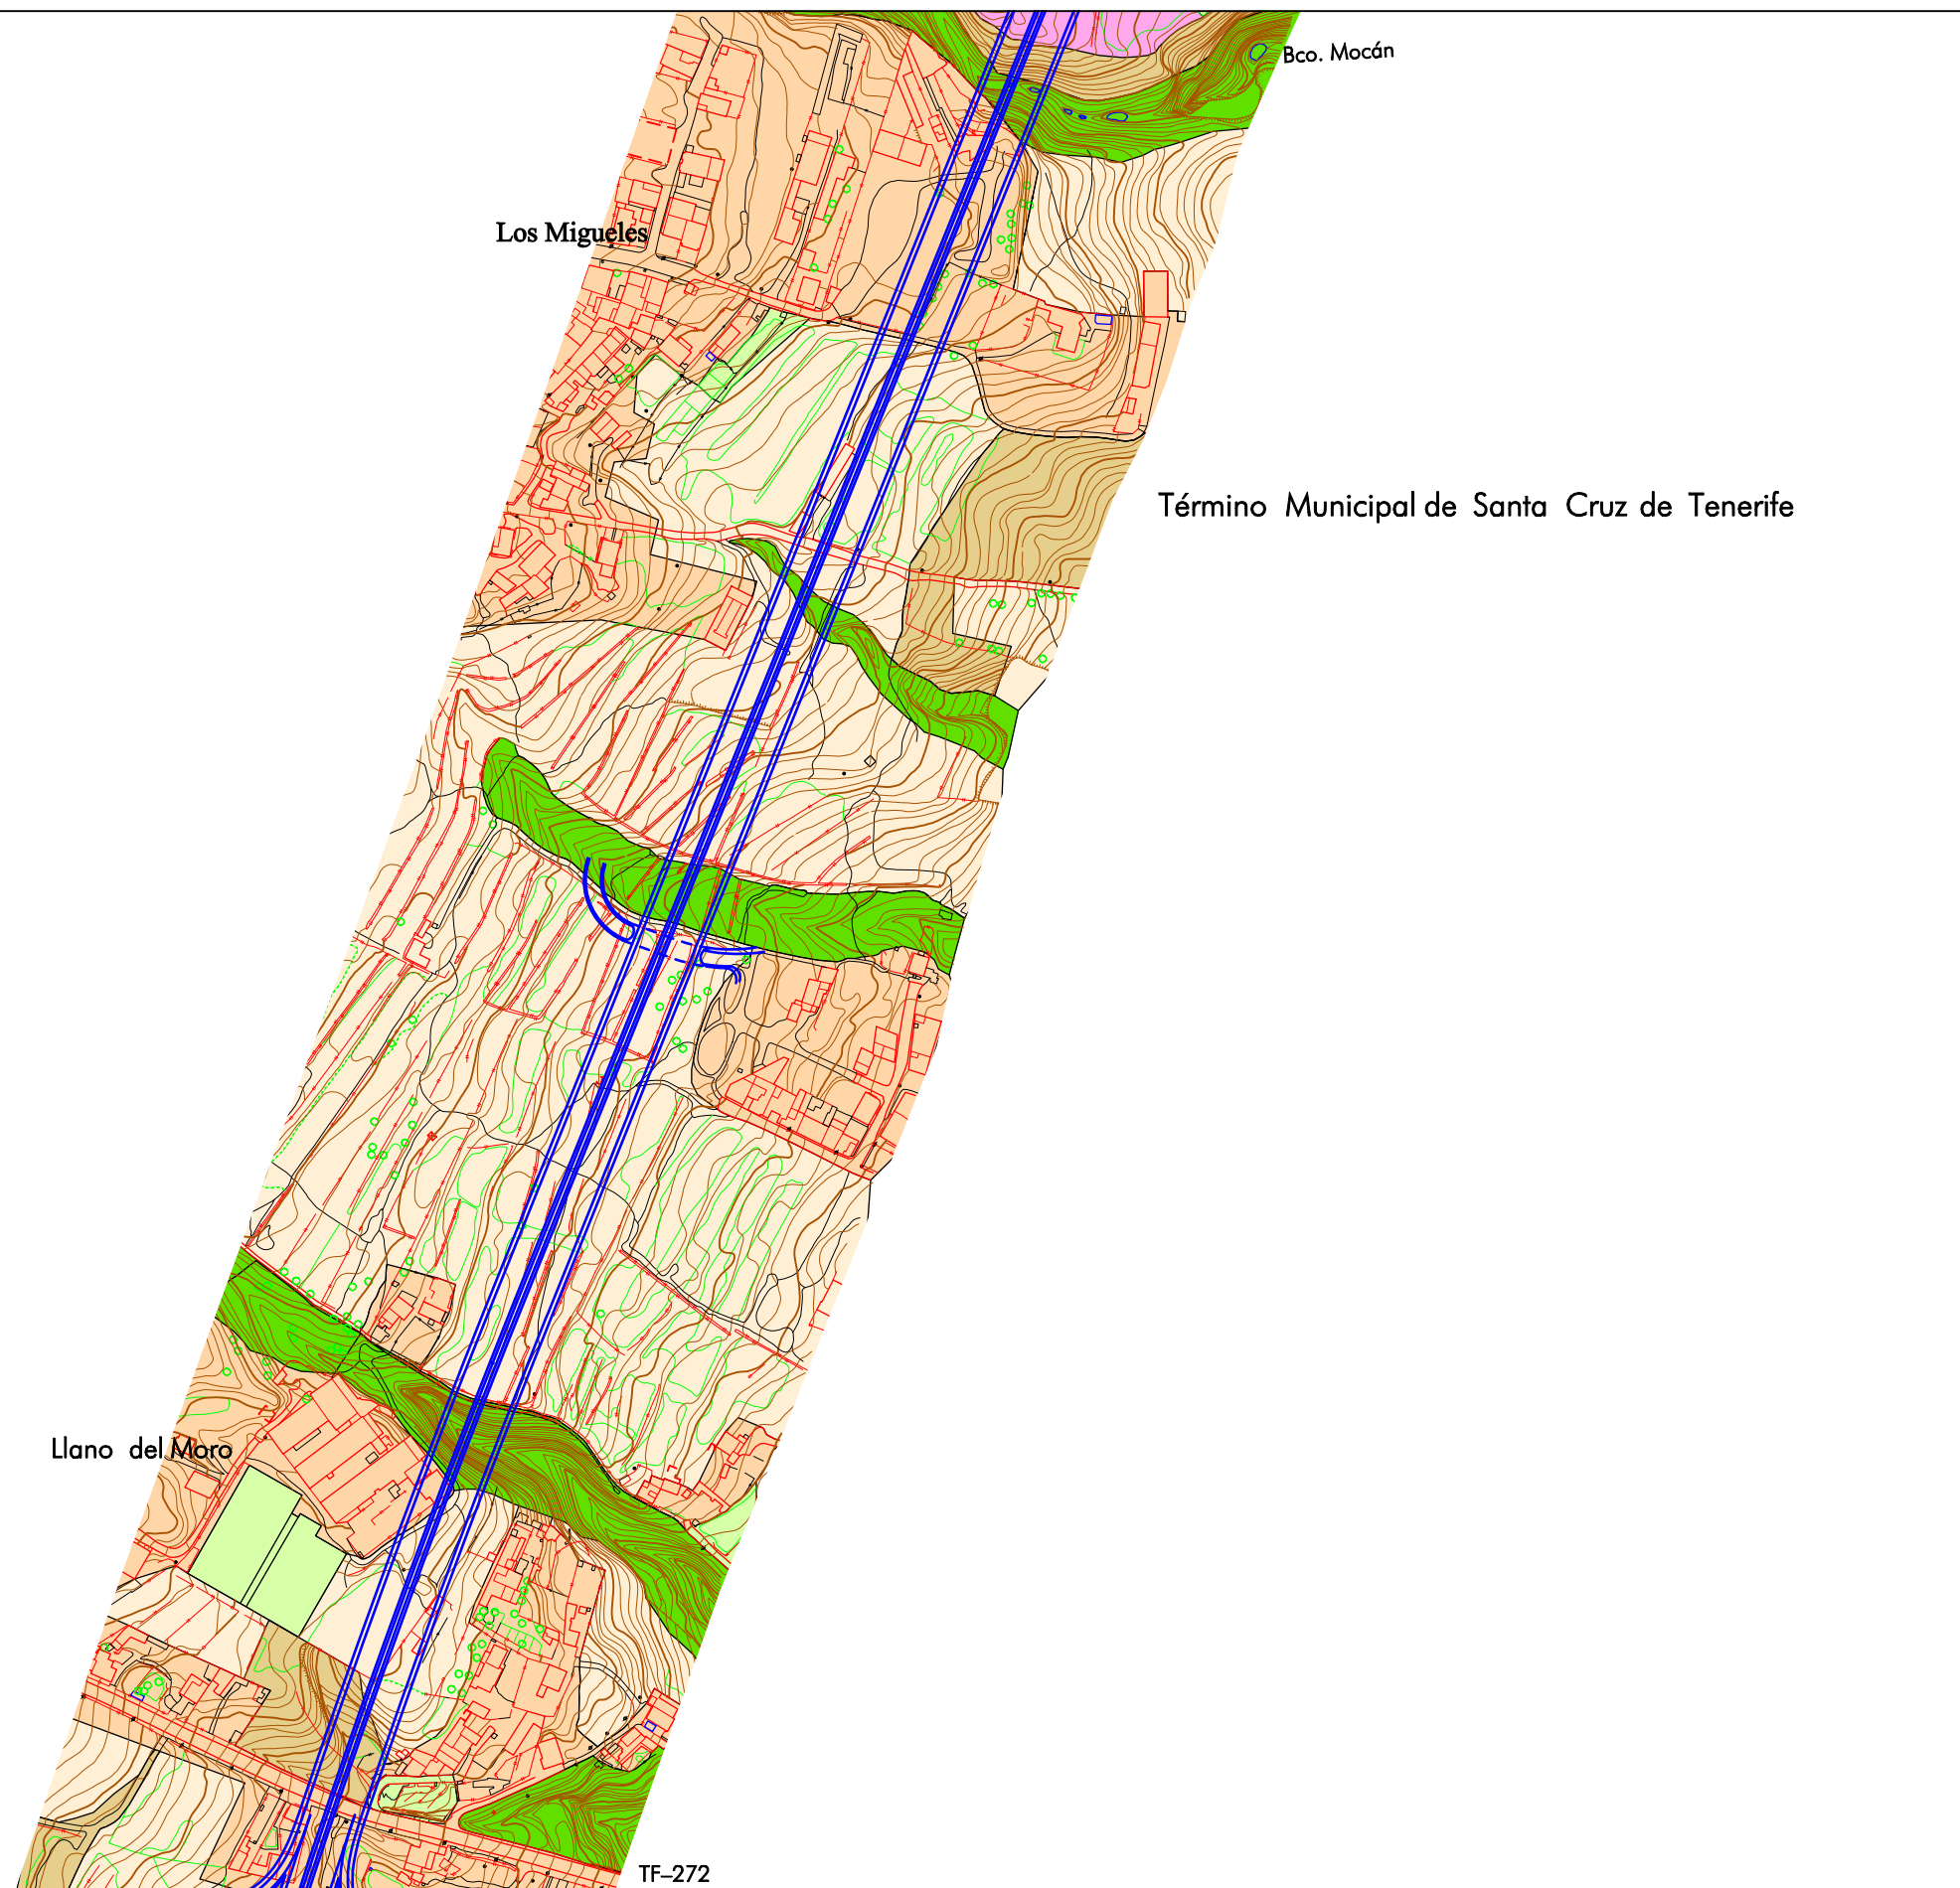 Bco. Mocán
Los Migueles
Término Municipal de Santa Cruz de Tenerife
Llano del Moro
TF-272